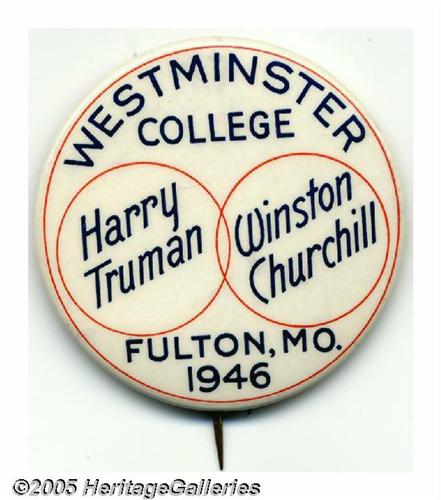 WESTMINSTER
COLLEGE
Harry
Truman
Winston
Churchill
FULTON, MO.
1946
©2005 HeritageGalleries